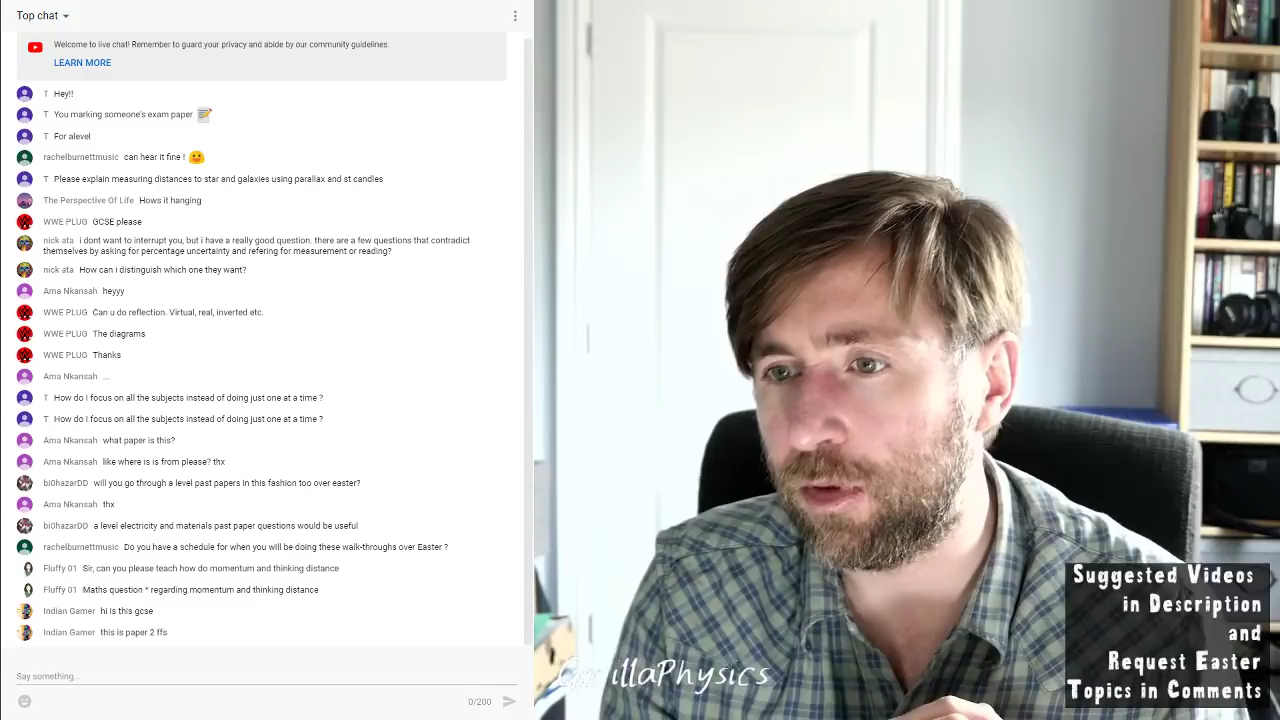 Top chat
Welcome to live chat! Remember to guard your privacy and abide by our community guidelines.
LEARN MORE
T Hey!!
T You marking someone's exam paper
T For alevel
rachelburnettmusic can hear it fine !
T Please explain measuring distances to star and galaxies using parallax and st candles
The Perspective Of Life Hows it hanging
WWE PLUG GCSE please
nick ata i dont want to interrupt you, but i have a really good question. there are a few questions that contradict
themselves by asking for percentage uncertainty and refering for measurement or reading?
nick ata How can i distinguish which one they want?
Ama Nkansah heyyy
WWE PLUG Can u do reflection. Virtual, real, inverted etc.
WWE PLUG The diagrams
WWE PLUG Thanks
Ama Nkansah ...
T How do I focus on all the subjects instead of doing just one at a time ?
T How do I focus on all the subjects instead of doing just one at a time ?
Ama Nkansah what paper is this?
Ama Nkansah like where is is from please? thx
bi0hazarDD will you go through a level past papers in this fashion too over easter?
Ama Nkansah thx
bi0hazarDD a level electricity and materials past paper questions would be useful
rachelburnettmusic Do you have a schedule for when you will be doing these walk-throughs over Easter ?
Fluffy 01 Sir, can you please teach how do momentum and thinking distance
Fluffy 01 Maths question * regarding momentum and thinking distance
Indian Gamer hi is this gcse
Indian Gamer this is paper 2 ffs
Say something...
0/200
GorillaPhysics
Suggested Videos
in Description
and
Request Easter
Topics in Comments